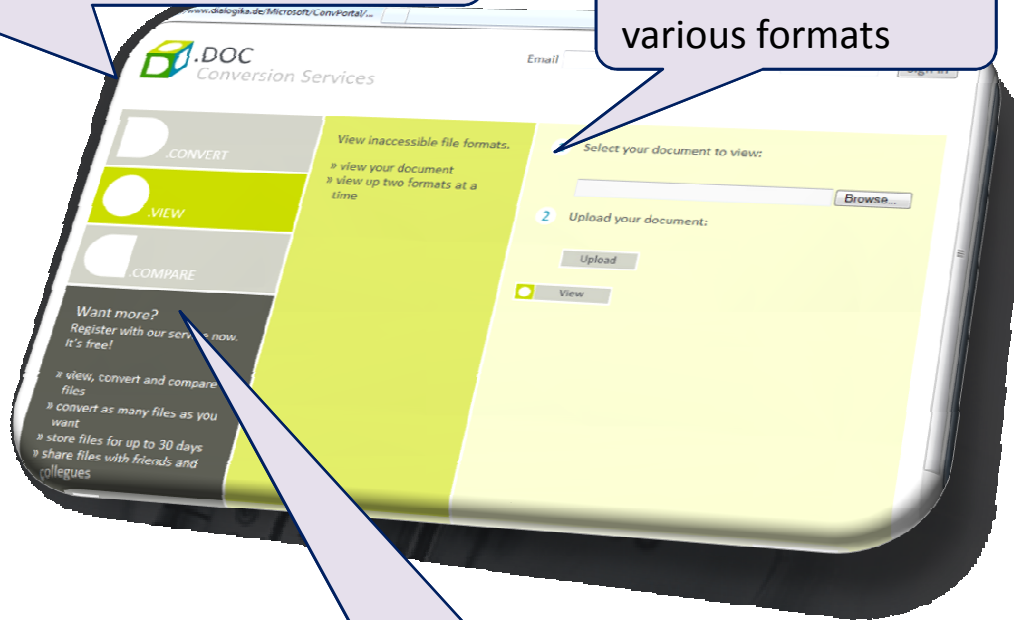 various formats
www.dialogika.de/Microsoft/ConvPortal/...
.DOC
Conversion Services
Email
Sign in
.CONVERT
.VIEW
.COMPARE
View inaccessible file formats.
» view your document
» view up two formats at a
time
Select your document to view:
Browse...
2 Upload your document:
Upload
View
Want more?
Register with our service now.
It's free!
» view, convert and compare
files
» convert as many files as you
want
» store files for up to 30 days
» share files with friends and
collegues